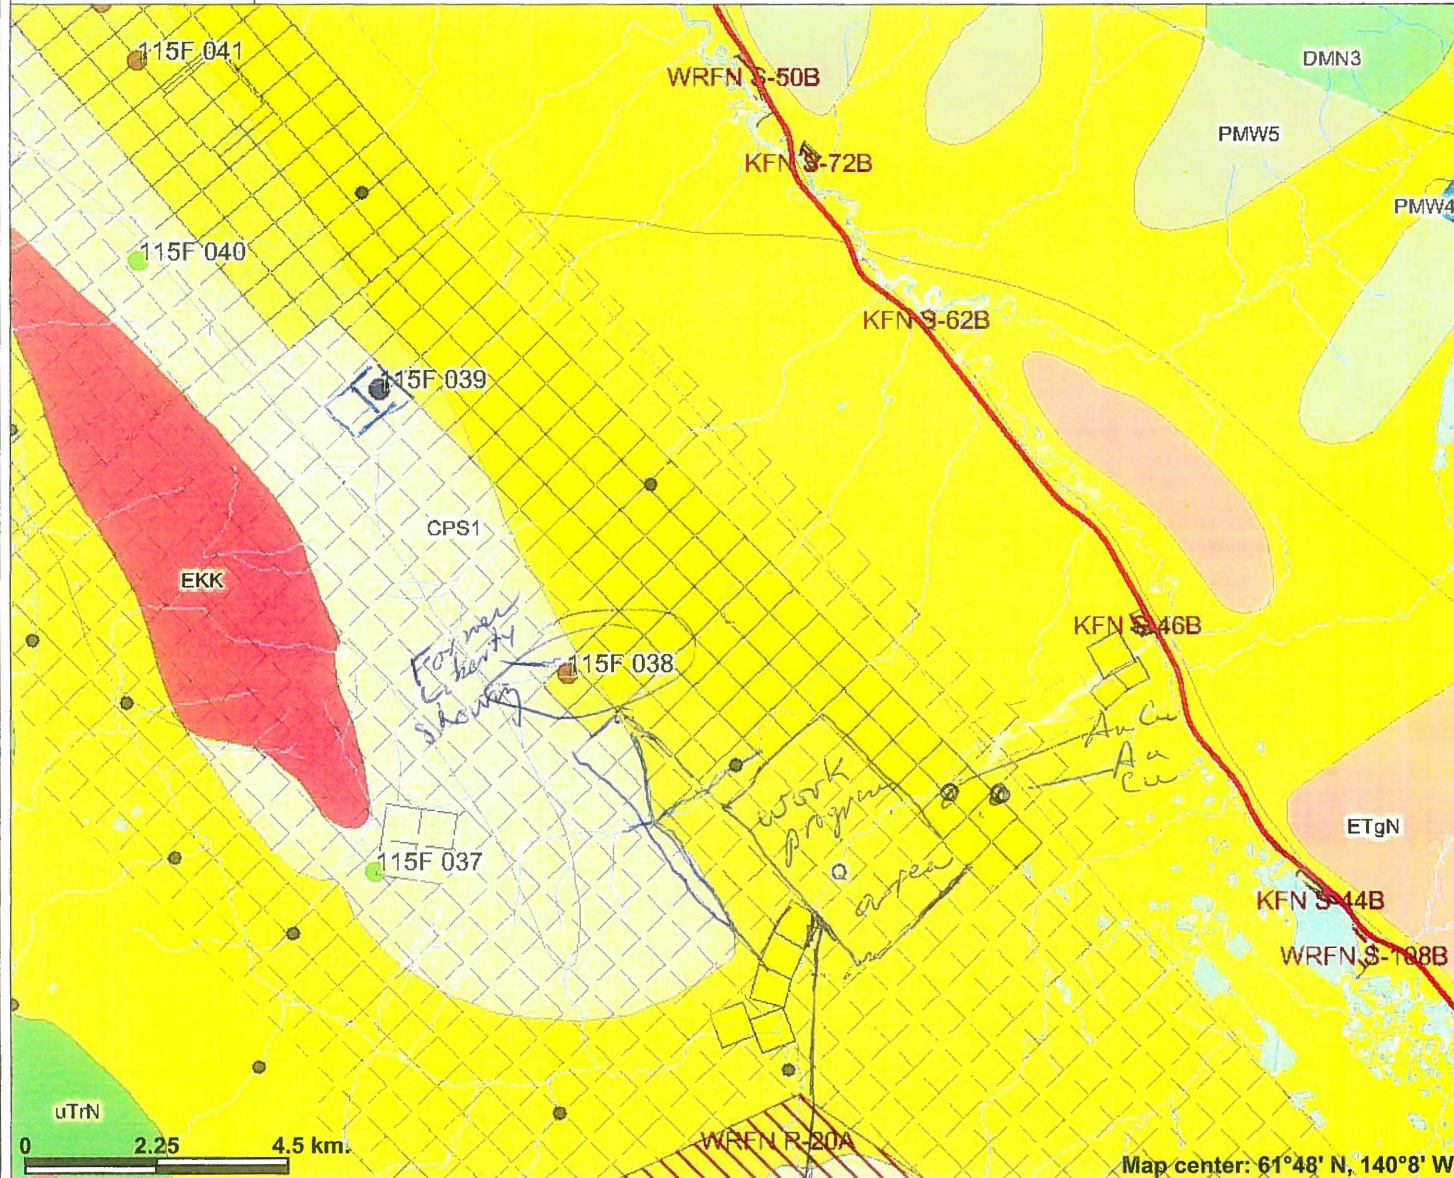 115F 041
WRFN S-50B
DMN3
PMW5
KFN S-72B
PMW4
115F 040
KFN S-62B
115F 039
CPS1
EKK
KFN S-46B
Former
Liberty
showing
115F 038
Au Cu
Au
Cu
work
program
area
ETgN
115F 037
KFN S-44B
WRFN S-108B
uTrN
WRFN R-20A
0 2.25 4.5 km.
Map center: 61°48' N, 140°8' W